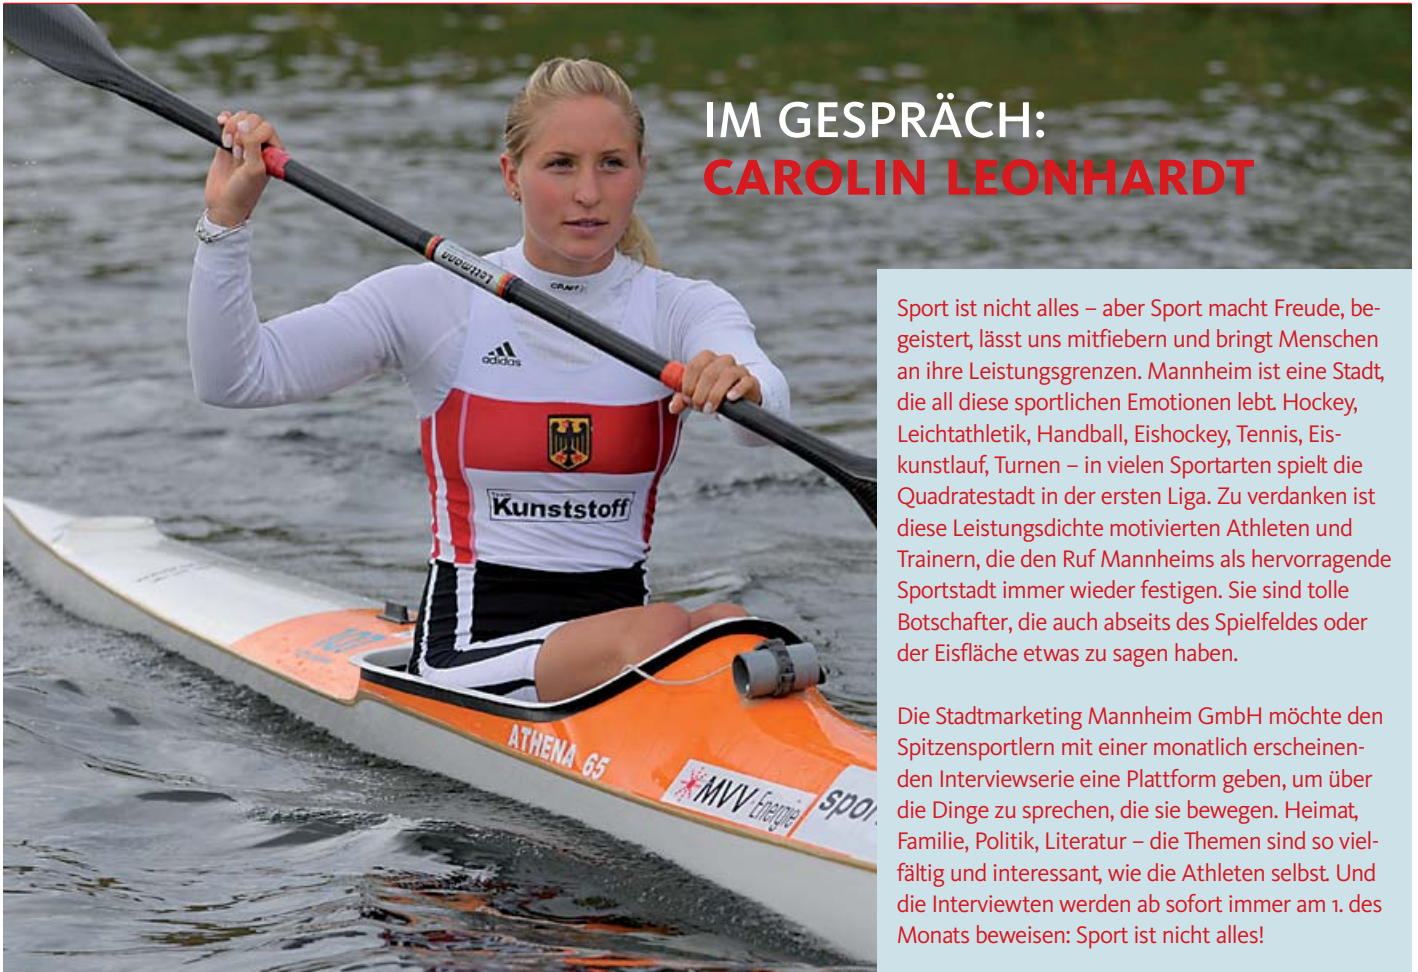 IM GESPRÄCH:
CAROLIN LEONHARDT
Lettmann
CRAFT
adidas
Team
Kunststoff
ATHENA 65
MVV Energie
spor
Sport ist nicht alles – aber Sport macht Freude, be-
geistert, lässt uns mitfiebern und bringt Menschen
an ihre Leistungsgrenzen. Mannheim ist eine Stadt,
die all diese sportlichen Emotionen lebt. Hockey,
Leichtathletik, Handball, Eishockey, Tennis, Eis-
kunstlauf, Turnen – in vielen Sportarten spielt die
Quadratestadt in der ersten Liga. Zu verdanken ist
diese Leistungsdichte motivierten Athleten und
Trainern, die den Ruf Mannheims als hervorragende
Sportstadt immer wieder festigen. Sie sind tolle
Botschafter, die auch abseits des Spielfeldes oder
der Eisfläche etwas zu sagen haben.
Die Stadtmarketing Mannheim GmbH möchte den
Spitzensportlern mit einer monatlich erscheinen-
den Interviewserie eine Plattform geben, um über
die Dinge zu sprechen, die sie bewegen. Heimat,
Familie, Politik, Literatur – die Themen sind so viel-
fältig und interessant, wie die Athleten selbst. Und
die Interviewten werden ab sofort immer am 1. des
Monats beweisen: Sport ist nicht alles!